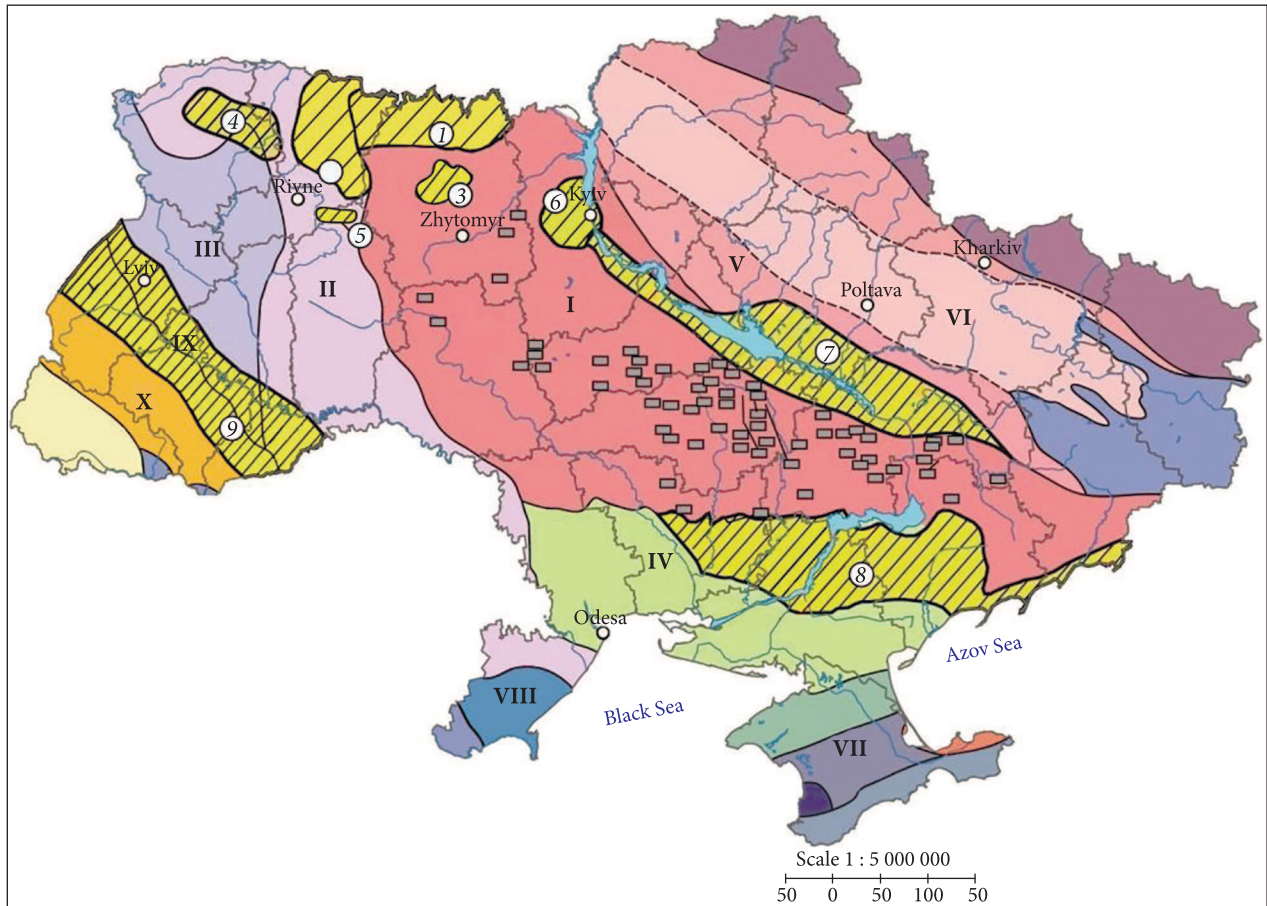 4
1
Rivne
3
6
Kyiv
Zhytomyr
5
III
V
Kharkiv
Lviv
II
Poltava
I
VI
IX
7
X
9
IV
8
Odesa
Azov Sea
VIII
Black Sea
VII
Scale 1 : 5 000 000
50 0 50 100 50